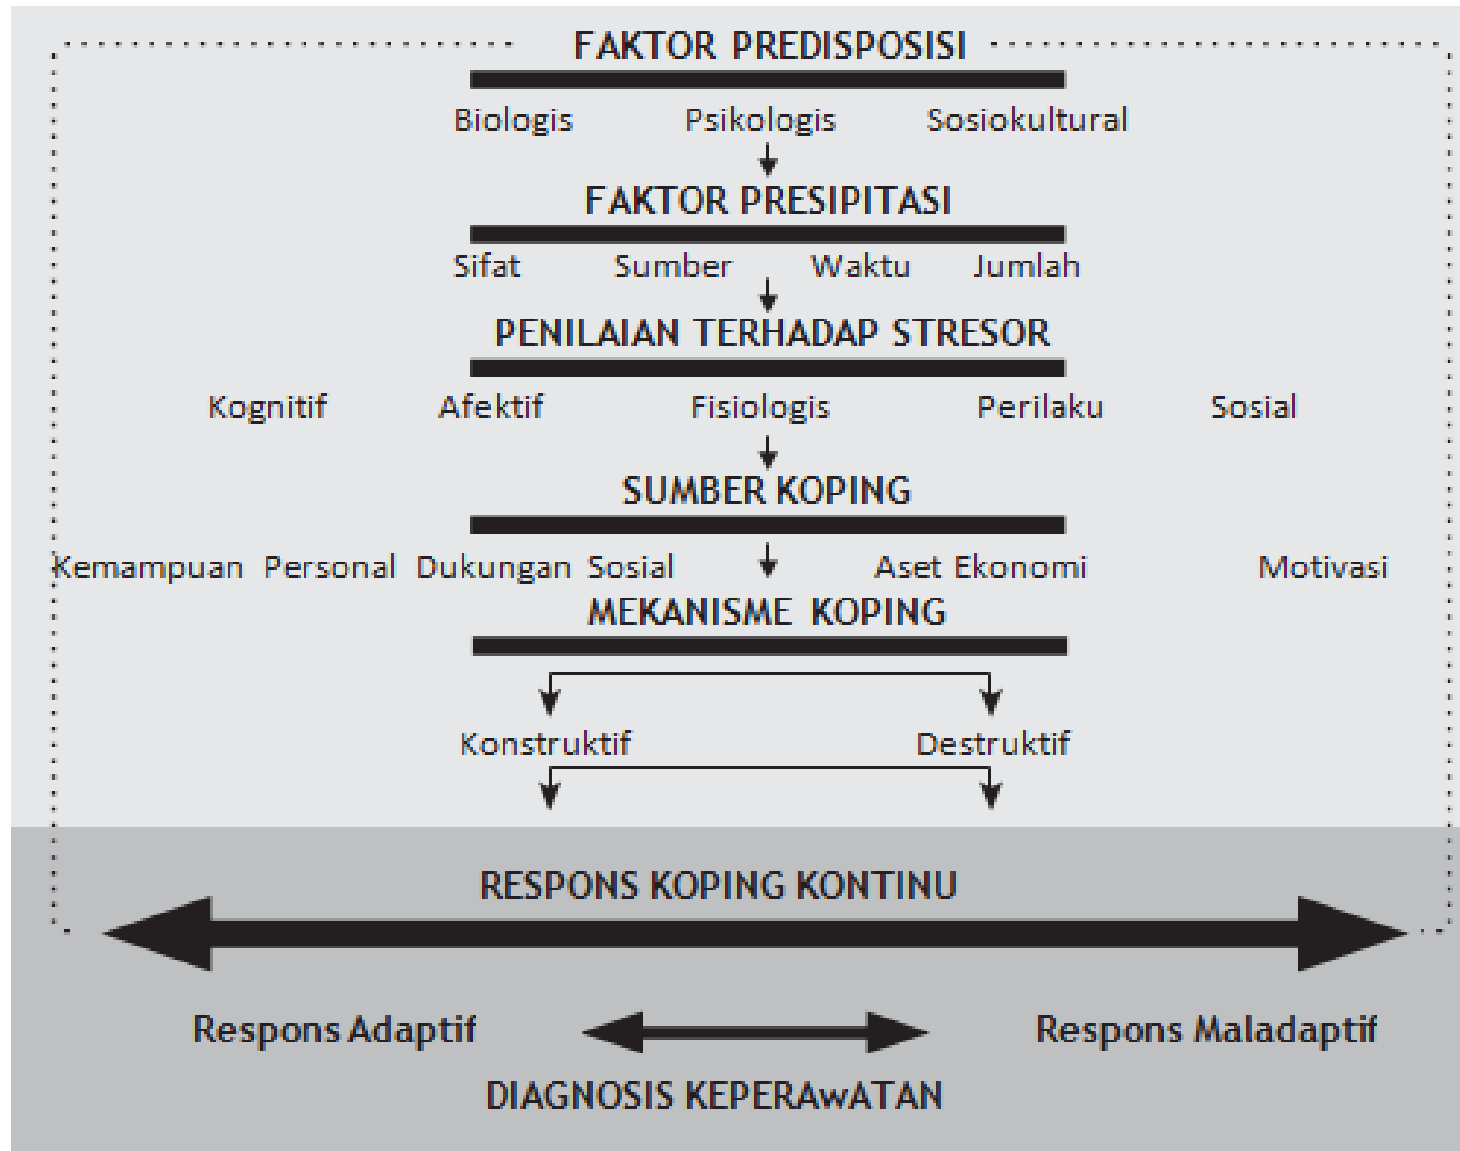 FAKTOR PREDISPOSISI
Biologis Psikologis Sosiokultural
FAKTOR PRESIPITASI
Sifat Sumber Waktu Jumlah
PENILAIAN TERHADAP STRESOR
Kognitif Afektif Fisiologis Perilaku Sosial
SUMBER KOPING
Kemampuan Personal Dukungan Sosial Aset Ekonomi Motivasi
MEKANISME KOPING
Konstruktif Destruktif
RESPONS KOPING KONTINU
Respons Adaptif Respons Maladaptif
DIAGNOSIS KEPERAwATAN